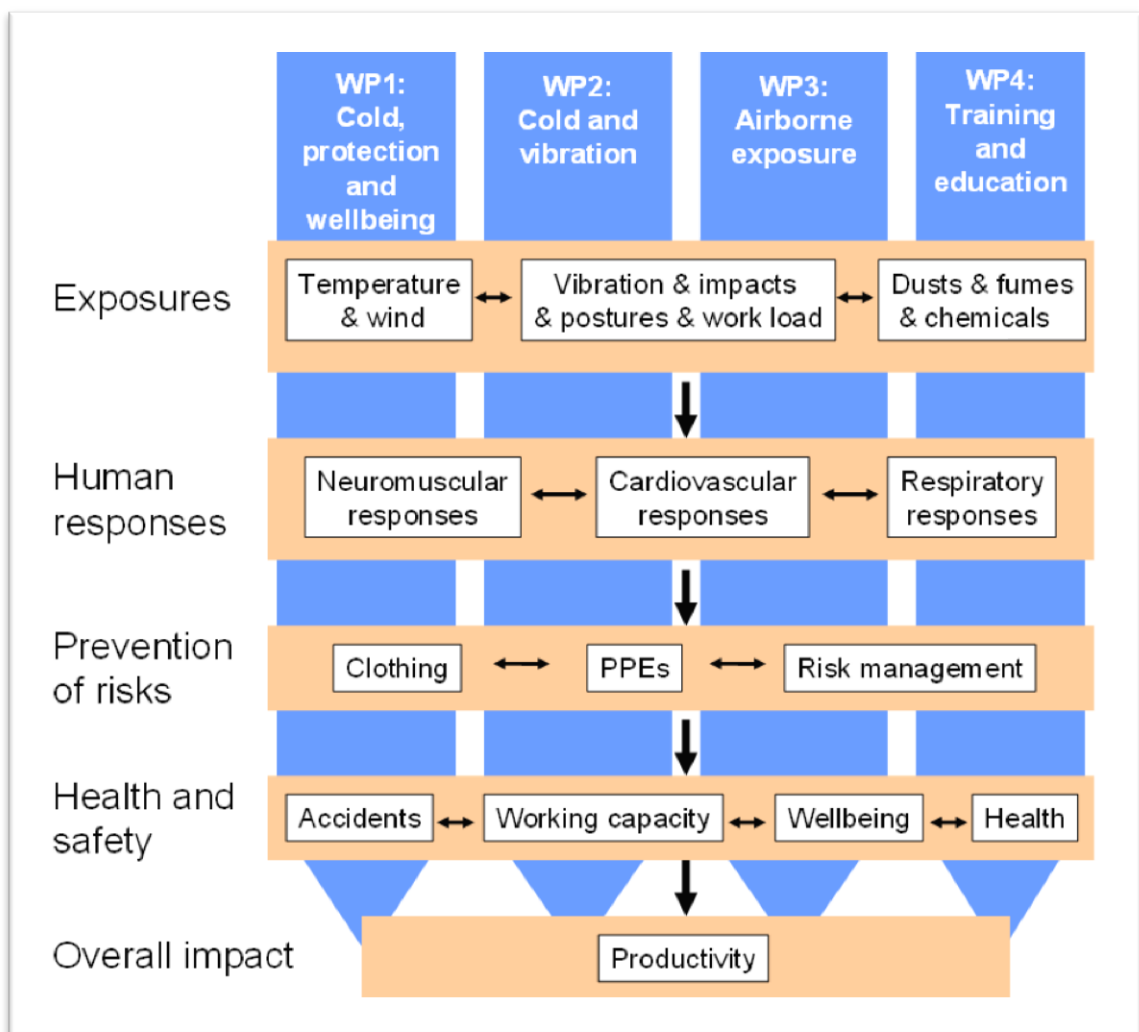 WP1:
Cold,
protection
and
wellbeing
WP2:
Cold and
vibration
WP3:
Airborne
exposure
WP4:
Training
and
education
Exposures
Temperature
& wind
Vibration & impacts
& postures & work load
Dusts & fumes
& chemicals
Human
responses
Neuromuscular
responses
Cardiovascular
responses
Respiratory
responses
Prevention
of risks
Clothing
PPEs
Risk management
Health and
safety
Accidents
Working capacity
Wellbeing
Health
Overall impact
Productivity